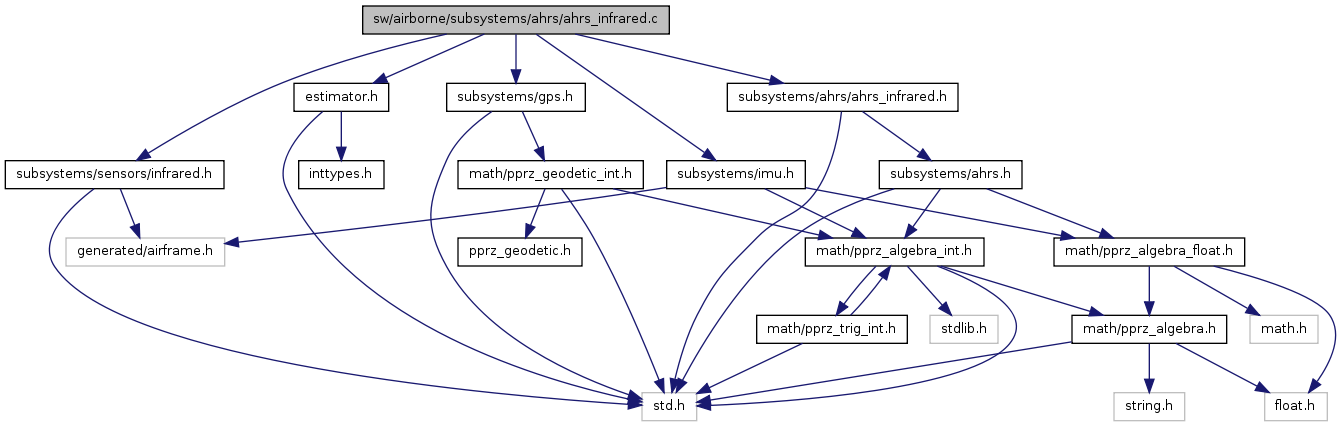 sw/airborne/subsystems/ahrs/ahrs_infrared.c
estimator.h
subsystems/gps.h
subsystems/ahrs/ahrs_infrared.h
subsystems/sensors/infrared.h
inttypes.h
math/pprz_geodetic_int.h
subsystems/imu.h
subsystems/ahrs.h
generated/airframe.h
pprz_geodetic.h
math/pprz_algebra_int.h
math/pprz_algebra_float.h
math/pprz_trig_int.h
stdlib.h
math/pprz_algebra.h
math.h
std.h
string.h
float.h